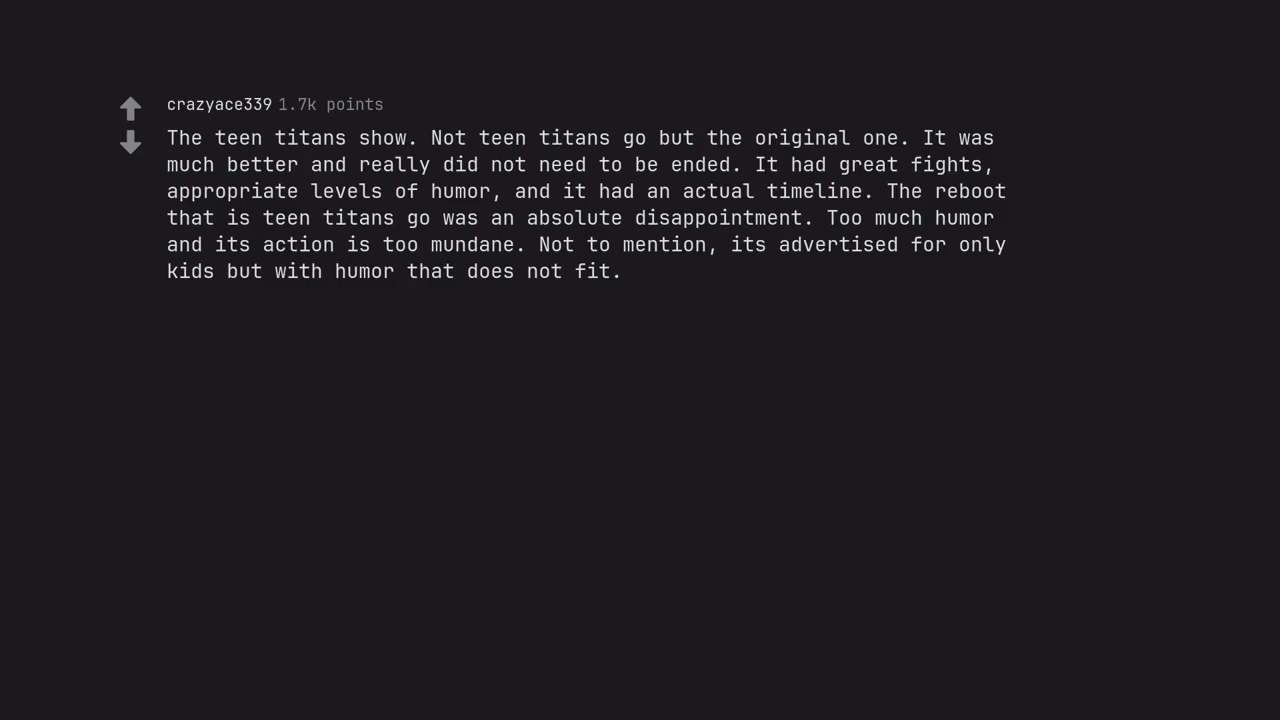 crazyace339 1.7k points
The teen titans show. Not teen titans go but the original one. It was
much better and really did not need to be ended. It had great fights,
appropriate levels of humor, and it had an actual timeline. The reboot
that is teen titans go was an absolute disappointment. Too much humor
and its action is too mundane. Not to mention, its advertised for only
kids but with humor that does not fit.